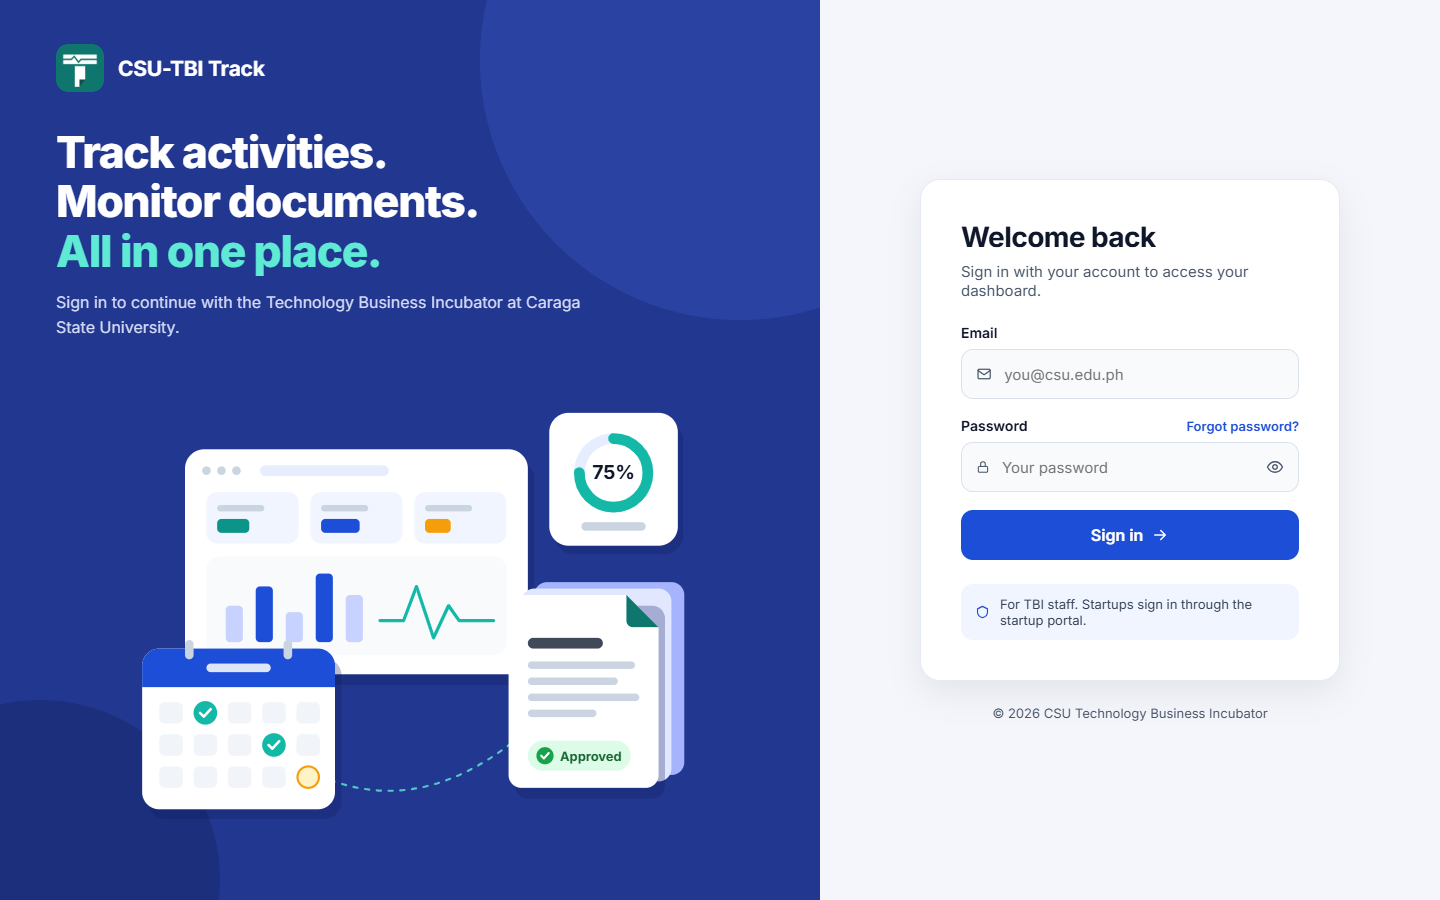 CSU-TBI Track
Track activities.
Monitor documents.
All in one place.
Sign in to continue with the Technology Business Incubator at Caraga
State University.
75%
Approved
Welcome back
Sign in with your account to access your
dashboard.
Email
you@csu.edu.ph
Password Forgot password?
Your password
Sign in →
For TBI staff. Startups sign in through the
startup portal.
© 2026 CSU Technology Business Incubator